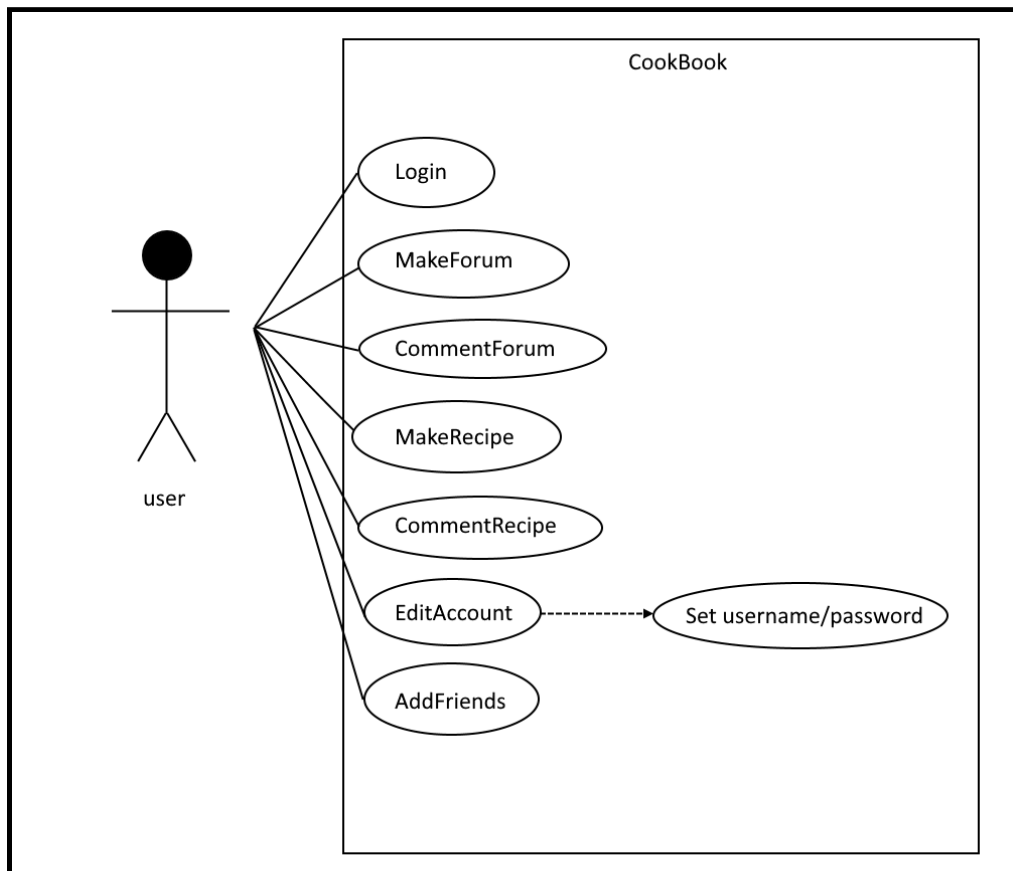 CookBook
Login
MakeForum
CommentForum
MakeRecipe
user
CommentRecipe
EditAccount
Set username/password
AddFriends